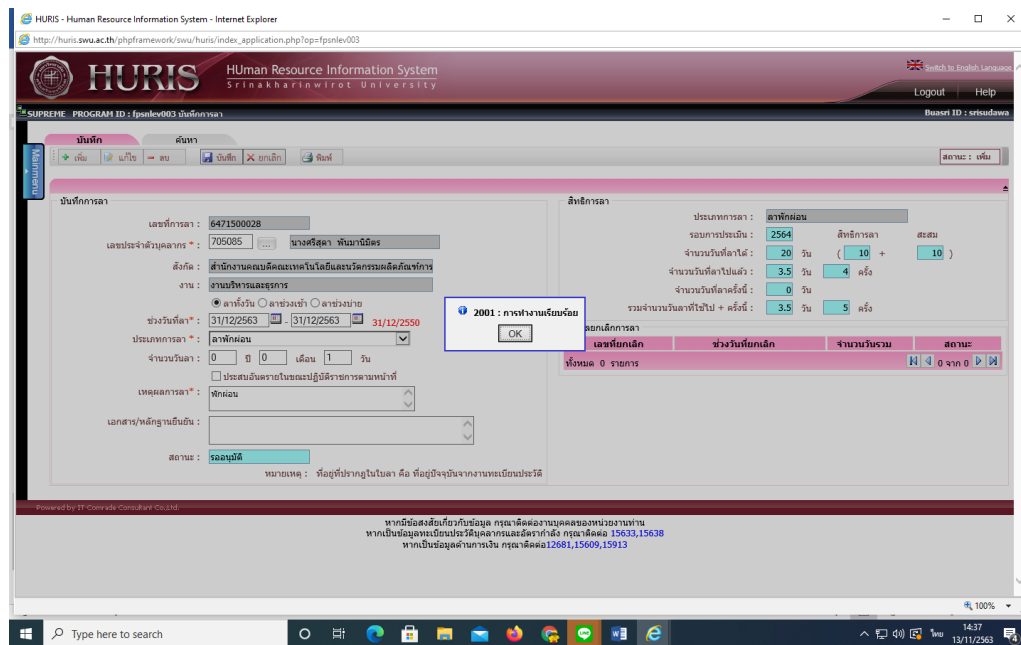 HURIS - Human Resource Information System - Internet Explorer
http://huris.swu.ac.th/phpframework/swu/huris/index_application.php?op=fpsnlev003
HURIS
HUman Resource Information System
Srinakharinwirot University
Switch to English Language
Logout Help
SUPREME PROGRAM ID : fpsnlev003 บันทึกการลา
Buasri ID : srisudawa
Mainmenu
บันทึก ค้นหา
เพิ่ม แก้ไข ลบ บันทึก ยกเลิก พิมพ์
สถานะ : เพิ่ม
บันทึกการลา
เลขที่การลา : 6471500028
เลขประจำตัวบุคลากร * : 705085 ... นางศรีสุดา พันมานิมิตร
สังกัด : สำนักงานคณบดีคณะเทคโนโลยีและนวัตกรรมผลิตภัณฑ์การ
งาน : งานบริหารและธุรการ
ลาทั้งวัน ลาช่วงเช้า ลาช่วงบ่าย
ช่วงวันที่ลา* : 31/12/2563 - 31/12/2563 31/12/2550
ประเภทการลา * : ลาพักผ่อน
จำนวนวันลา : 0 ปี 0 เดือน 1 วัน
ประสบอันตรายในขณะปฏิบัติราชการตามหน้าที่
เหตุผลการลา* : พักผ่อน
เอกสาร/หลักฐานยืนยัน :
สถานะ : รออนุมัติ
หมายเหตุ : ที่อยู่ที่ปรากฎในใบลา คือ ที่อยู่ปัจจุบันจากงานทะเบียนประวัติ
สิทธิการลา
ประเภทการลา : ลาพักผ่อน
รอบการประเมิน : 2564 สิทธิการลา สะสม
จำนวนวันที่ลาได้ : 20 วัน ( 10 + 10 )
จำนวนวันที่ลาไปแล้ว : 3.5 วัน 4 ครั้ง
จำนวนวันที่ลาครั้งนี้ : 0 วัน
รวมจำนวนวันลาที่ใช้ไป + ครั้งนี้ : 3.5 วัน 5 ครั้ง
2001 : การทำงานเรียบร้อย
OK
ลยกเลิกการลา
เลขที่ยกเลิก ช่วงวันที่ยกเลิก จำนวนวันรวม สถานะ
ทั้งหมด 0 รายการ 0 จาก 0
Powered by IT Comrade Consultant Co.,Ltd.
หากมีข้อสงสัยเกี่ยวกับข้อมูล กรุณาติดต่องานบุคคลของหน่วยงานท่าน
หากเป็นข้อมูลทะเบียนประวัติบุคลากรและอัตรากำลัง กรุณาติดต่อ 15633,15638
หากเป็นข้อมูลด้านการเงิน กรุณาติดต่อ12681,15609,15913
100%
Type here to search
ไทย
14:37
13/11/2563
4